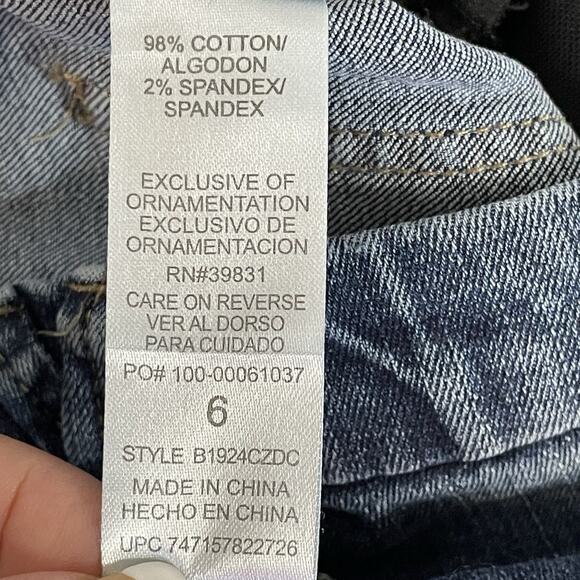 98% COTTON/
ALGODON
2% SPANDEX/
SPANDEX
EXCLUSIVE OF
ORNAMENTATION
EXCLUSIVO DE
ORNAMENTACION
RN#39831
CARE ON REVERSE
VER AL DORSO
PARA CUIDADO
PO# 100-00061037
6
STYLE B1924CZDC
MADE IN CHINA
HECHO EN CHINA
UPC 747157822726